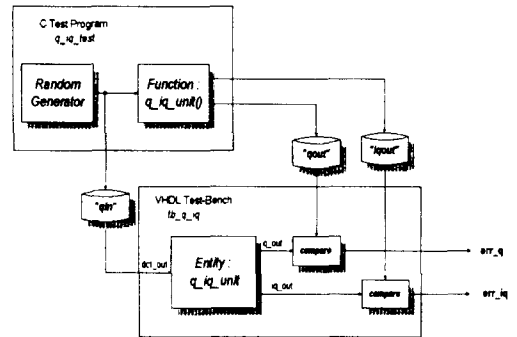 C Test Program
q_iq_test
Random
Generator
Function :
q_iq_unit()
"qout"
"iqout"
"qin"
VHDL Test-Bench
tb_q_iq
dct_out
Entity :
q_iq_unit
q_out
iq_out
compare
compare
err_q
err_iq